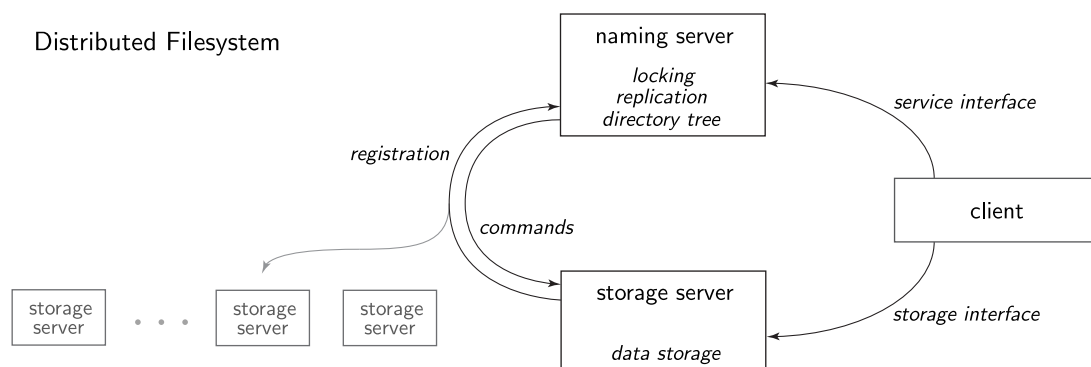 Distributed Filesystem
naming server
locking
replication
directory tree
service interface
registration
client
commands
storage server
storage interface
data storage
storage
server
storage
server
storage
server